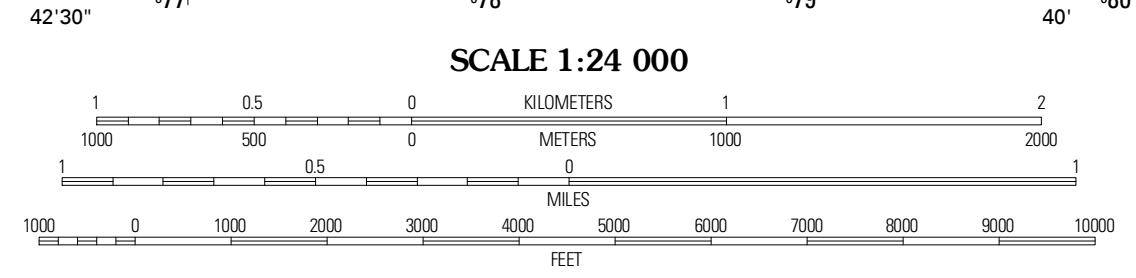 42'30" 40'
SCALE 1:24 000
1 0.5 0 KILOMETERS 1 2
1000 500 0 METERS 1000 2000
1 0.5 0 1
MILES
1000 0 1000 2000 3000 4000 5000 6000 7000 8000 9000 10000
FEET